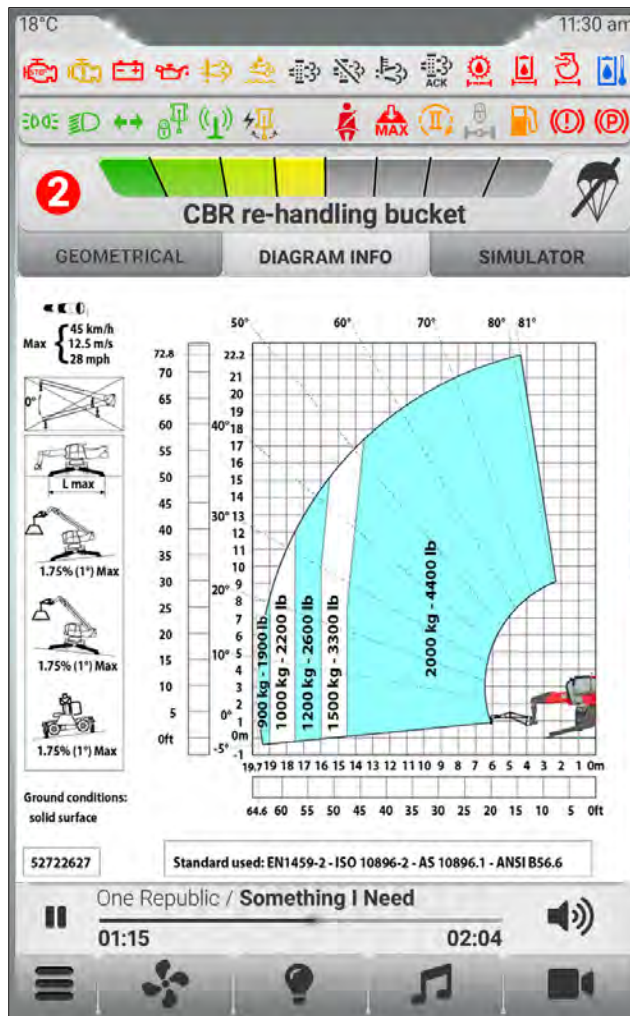 18°C 11:30 am
STOP
ACK
MAX
II
P
2
CBR re-handling bucket
GEOMETRICAL DIAGRAM INFO SIMULATOR
Max { 45 km/h
12.5 m/s
28 mph
0°
L max
1.75% (1°) Max
1.75% (1°) Max
1.75% (1°) Max
Ground conditions:
solid surface
52722627
50° 60° 70° 80° 81°
72.8 22.2
70 21
20
65 19
18
60 40° 17
16
55 15
50 14
45 30° 13
12
40 11
35 10
30 9
20° 8
25 7
6
20 5
15 10° 4
3
10 2
5 0° 1
0ft 0m
-5° -1
900 kg - 1900 lb
1000 kg - 2200 lb
1200 kg - 2600 lb
1500 kg - 3300 lb
2000 kg - 4400 lb
19.7 19 18 17 16 15 14 13 12 11 10 9 8 7 6 5 4 3 2 1 0m
64.6 60 55 50 45 40 35 30 25 20 15 10 5 0ft
Standard used: EN1459-2 - ISO 10896-2 - AS 10896.1 - ANSI B56.6
One Republic / Something I Need
01:15 02:04